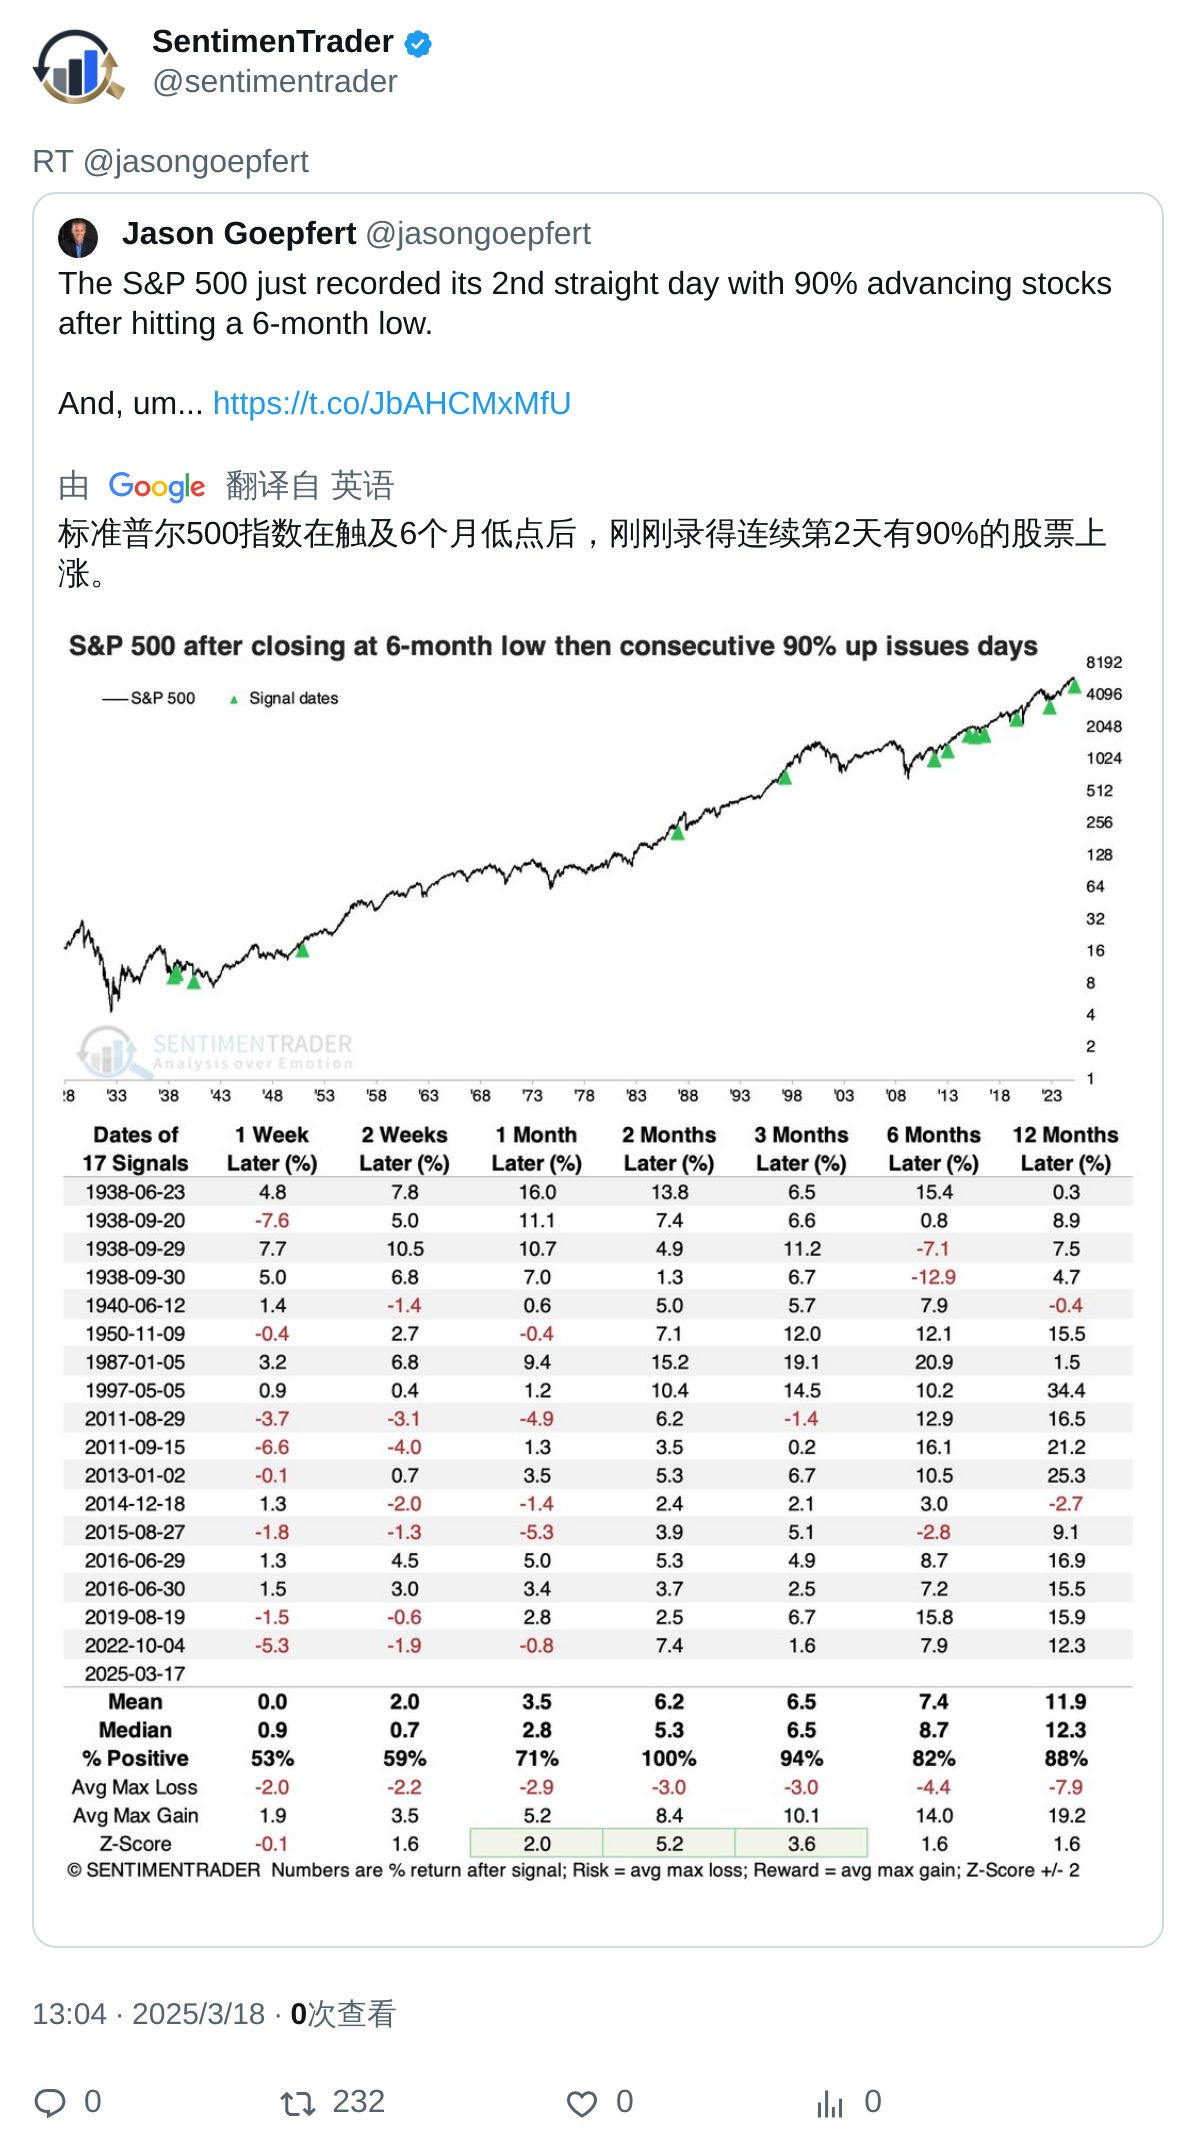 SentimenTrader
@sentimentrader
RT @jasongoepfert
Jason Goepfert @jasongoepfert
The S&P 500 just recorded its 2nd straight day with 90% advancing stocks
after hitting a 6-month low.
And, um... https://t.co/JbAHCMxMfU
由 Google 翻译自 英语
标准普尔500指数在触及6个月低点后，刚刚录得连续第2天有90%的股票上
涨。
S&P 500 after closing at 6-month low then consecutive 90% up issues days
S&P 500 Signal dates
8192
4096
2048
1024
512
256
128
64
32
16
8
4
2
1
SENTIMENTRADER
Analysis over Emotion
:8 '33 '38 '43 '48 '53 '58 '63 '68 '73 '78 '83 '88 '93 '98 '03 '08 '13 '18 '23
Dates of 1 Week 2 Weeks 1 Month 2 Months 3 Months 6 Months 12 Months
17 Signals Later (%) Later (%) Later (%) Later (%) Later (%) Later (%) Later (%)
1938-06-23 4.8 7.8 16.0 13.8 6.5 15.4 0.3
1938-09-20 -7.6 5.0 11.1 7.4 6.6 0.8 8.9
1938-09-29 7.7 10.5 10.7 4.9 11.2 -7.1 7.5
1938-09-30 5.0 6.8 7.0 1.3 6.7 -12.9 4.7
1940-06-12 1.4 -1.4 0.6 5.0 5.7 7.9 -0.4
1950-11-09 -0.4 2.7 -0.4 7.1 12.0 12.1 15.5
1987-01-05 3.2 6.8 9.4 15.2 19.1 20.9 1.5
1997-05-05 0.9 0.4 1.2 10.4 14.5 10.2 34.4
2011-08-29 -3.7 -3.1 -4.9 6.2 -1.4 12.9 16.5
2011-09-15 -6.6 -4.0 1.3 3.5 0.2 16.1 21.2
2013-01-02 -0.1 0.7 3.5 5.3 6.7 10.5 25.3
2014-12-18 1.3 -2.0 -1.4 2.4 2.1 3.0 -2.7
2015-08-27 -1.8 -1.3 -5.3 3.9 5.1 -2.8 9.1
2016-06-29 1.3 4.5 5.0 5.3 4.9 8.7 16.9
2016-06-30 1.5 3.0 3.4 3.7 2.5 7.2 15.5
2019-08-19 -1.5 -0.6 2.8 2.5 6.7 15.8 15.9
2022-10-04 -5.3 -1.9 -0.8 7.4 1.6 7.9 12.3
2025-03-17
Mean 0.0 2.0 3.5 6.2 6.5 7.4 11.9
Median 0.9 0.7 2.8 5.3 6.5 8.7 12.3
% Positive 53% 59% 71% 100% 94% 82% 88%
Avg Max Loss -2.0 -2.2 -2.9 -3.0 -3.0 -4.4 -7.9
Avg Max Gain 1.9 3.5 5.2 8.4 10.1 14.0 19.2
Z-Score -0.1 1.6 2.0 5.2 3.6 1.6 1.6
© SENTIMENTRADER Numbers are % return after signal; Risk = avg max loss; Reward = avg max gain; Z-Score +/- 2
13:04 · 2025/3/18 · 0次查看
0 232 0 0